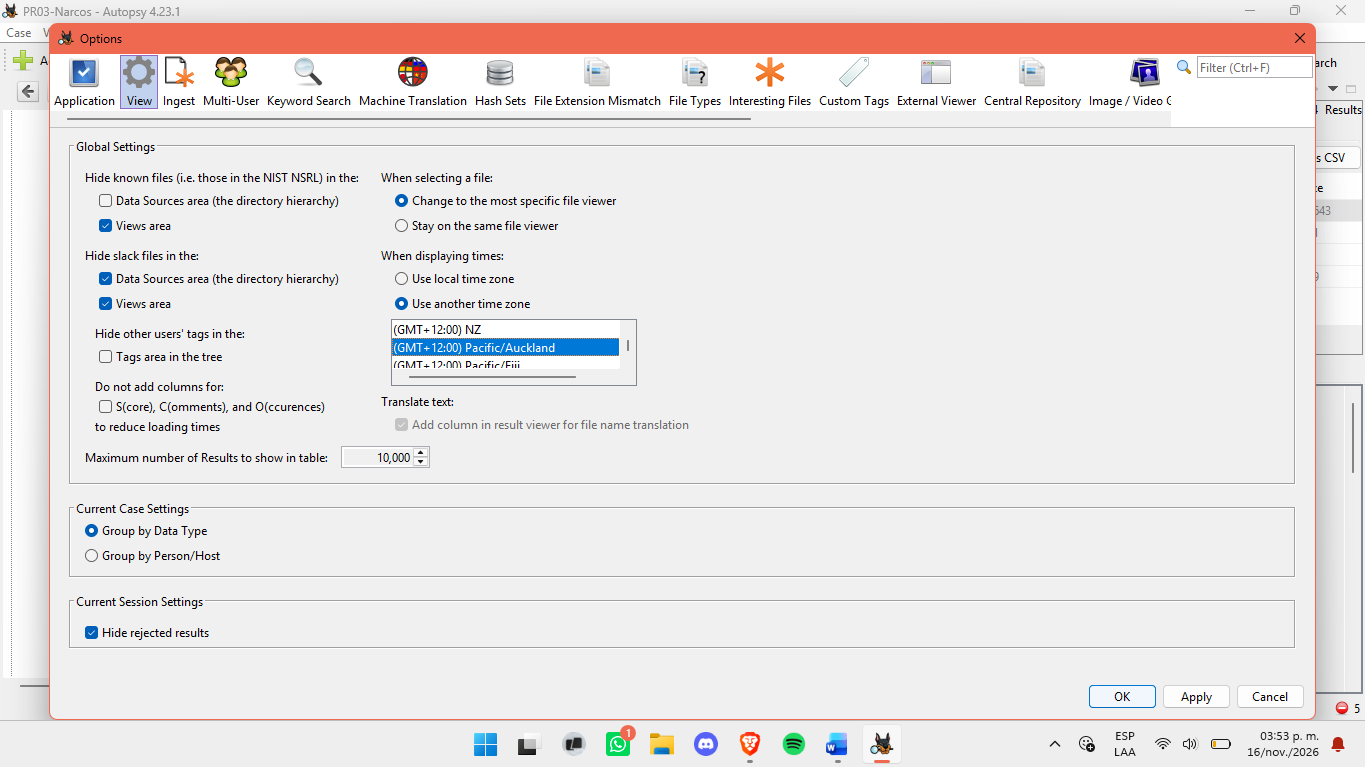 PR03-Narcos - Autopsy 4.23.1
Case
Options
Application View Ingest Multi-User Keyword Search Machine Translation Hash Sets File Extension Mismatch File Types Interesting Files Custom Tags External Viewer Central Repository Image / Video
Filter (Ctrl+F)
Results
CSV
Global Settings
Hide known files (i.e. those in the NIST NSRL) in the:
Data Sources area (the directory hierarchy)
Views area
Hide slack files in the:
Data Sources area (the directory hierarchy)
Views area
Hide other users' tags in the:
Tags area in the tree
Do not add columns for:
S(core), C(omments), and O(ccurences)
to reduce loading times
Maximum number of Results to show in table: 10,000
When selecting a file:
Change to the most specific file viewer
Stay on the same file viewer
When displaying times:
Use local time zone
Use another time zone
(GMT+12:00) NZ
(GMT+12:00) Pacific/Auckland
(GMT+12:00) Pacific/Fiji
Translate text:
Add column in result viewer for file name translation
Current Case Settings
Group by Data Type
Group by Person/Host
Current Session Settings
Hide rejected results
OK Apply Cancel
5
1
ESP
LAA
03:53 p. m.
16/nov./2026